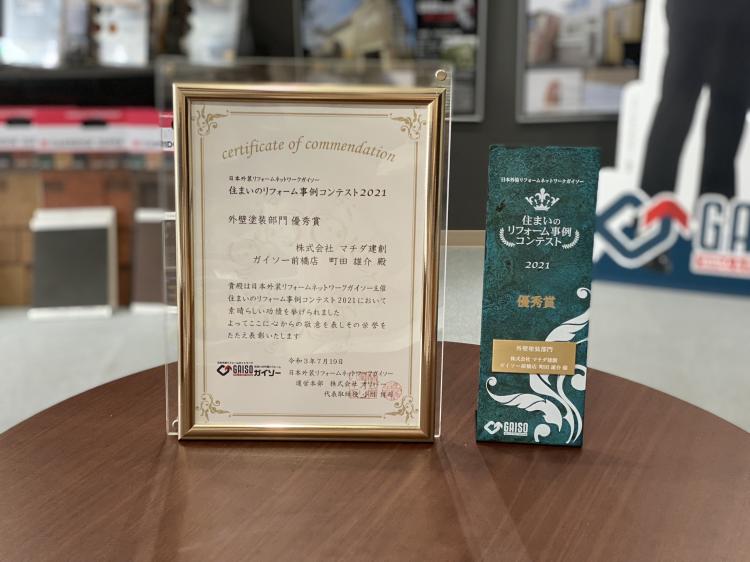 certificate of commendation
日本外装リフォームネットワークガイソー
住まいのリフォーム事例コンテスト2021
外壁塗装部門 優秀賞
株式会社 マチダ建創
ガイソー前橋店 町田 雄介 殿
貴殿は日本外装リフォームネットワークガイソー主催
住まいのリフォーム事例コンテスト2021において
素晴らしい功績を挙げられました
よってここに心からの敬意を表しその栄誉を
たたえ表彰いたします
令和3年7月19日
日本外装リフォームネットワークガイソー
運営本部 株式会社 オリバー
代表取締役
GAISO ガイソー
日本外装リフォームネットワークガイソー
住まいの
リフォーム事例
コンテスト
2021
優秀賞
外壁塗装部門
株式会社 マチダ建創
ガイソー前橋店 町田 雄介 様
GAISO
GAIS